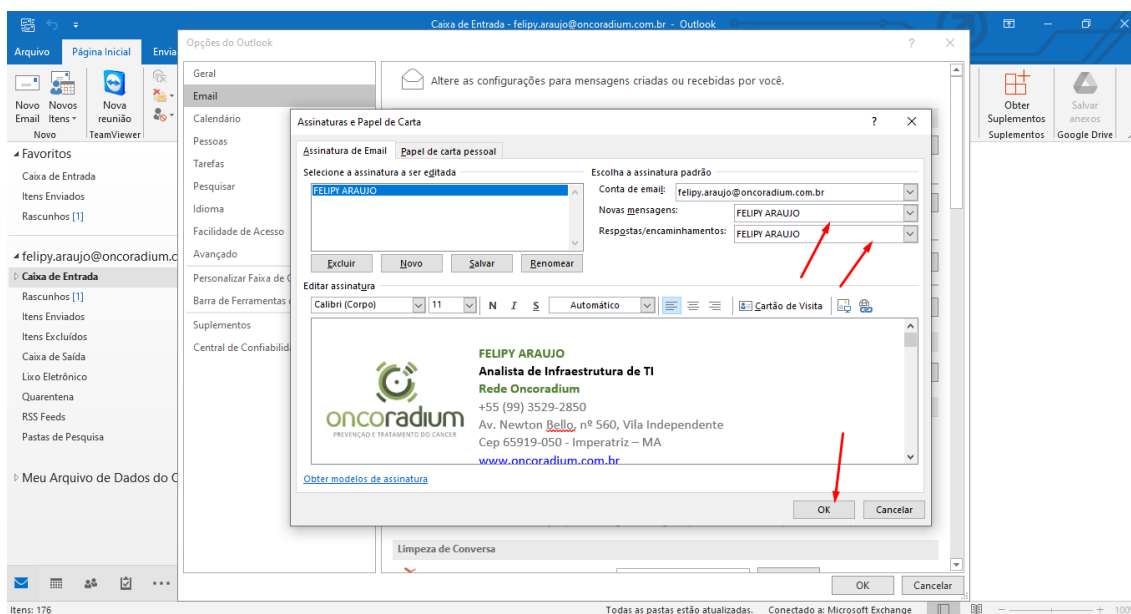 Caixa de Entrada - felipy.araujo@oncoradium.com.br - Outlook
Arquivo
Página Inicial
Envia
Novo Email
Novos Itens
Novo
Nova reunião
TeamViewer
Obter Suplementos
Suplementos
Salvar anexos
Google Drive
Favoritos
Caixa de Entrada
Itens Enviados
Rascunhos [1]
felipy.araujo@oncoradium.c
Caixa de Entrada
Rascunhos [1]
Itens Enviados
Itens Excluídos
Caixa de Saída
Lixo Eletrônico
Quarentena
RSS Feeds
Pastas de Pesquisa
Meu Arquivo de Dados do C
Opções do Outlook
?
Geral
Email
Calendário
Pessoas
Tarefas
Pesquisar
Idioma
Facilidade de Acesso
Avançado
Personalizar Faixa de O
Barra de Ferramentas
Suplementos
Central de Confiabilid
Altere as configurações para mensagens criadas ou recebidas por você.
Assinaturas e Papel de Carta
?
Assinatura de Email
Papel de carta pessoal
Selecione a assinatura a ser editada
FELIPY ARAUJO
Excluir
Novo
Salvar
Renomear
Escolha a assinatura padrão
Conta de email: felipy.araujo@oncoradium.com.br
Novas mensagens: FELIPY ARAUJO
Respostas/encaminhamentos: FELIPY ARAUJO
Editar assinatura
Calibri (Corpo)
11
N I S
Automático
Cartão de Visita
oncoradium
PREVENÇÃO E TRATAMENTO DO CANCER
FELIPY ARAUJO
Analista de Infraestrutura de TI
Rede Oncoradium
+55 (99) 3529-2850
Av. Newton Bello, nº 560, Vila Independente
Cep 65919-050 - Imperatriz – MA
www.oncoradium.com.br
Obter modelos de assinatura
OK
Cancelar
Limpeza de Conversa
OK
Cancelar
Itens: 176
Todas as pastas estão atualizadas.
Conectado a: Microsoft Exchange
100